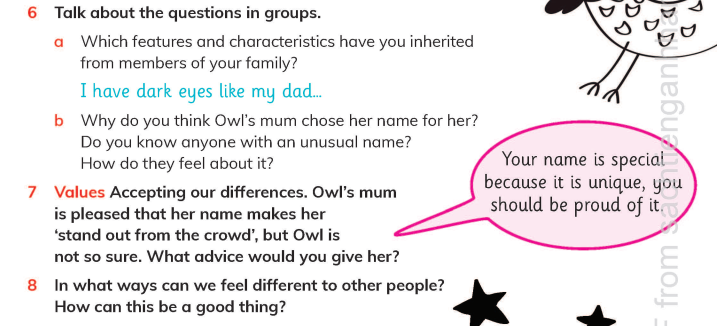 6 Talk about the questions in groups.
a Which features and characteristics have you inherited
from members of your family?
I have dark eyes like my dad...
b Why do you think Owl's mum chose her name for her?
Do you know anyone with an unusual name?
How do they feel about it?
7 Values Accepting our differences. Owl's mum
is pleased that her name makes her
'stand out from the crowd', but Owl is
not so sure. What advice would you give her?
Your name is special
because it is unique, you
should be proud of it.
8 In what ways can we feel different to other people?
How can this be a good thing?
from sachtienganhha